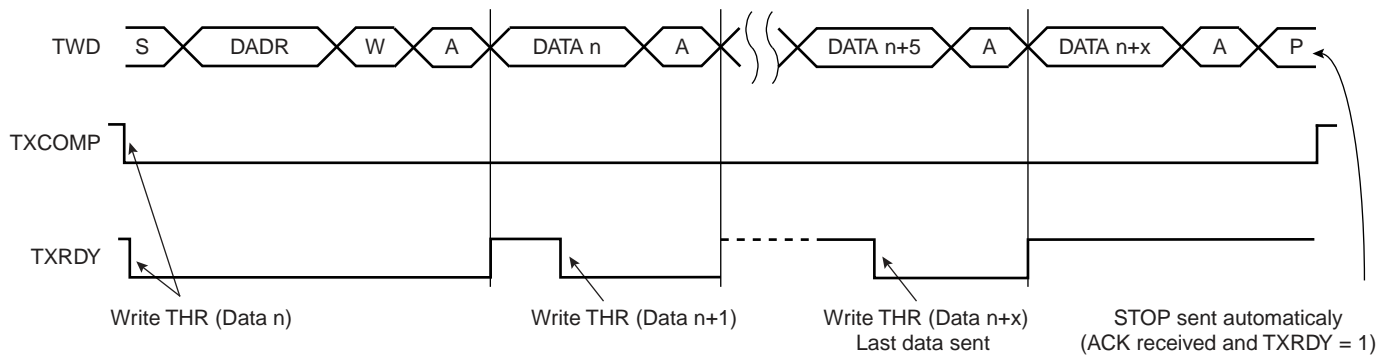 TWD S DADR W A DATA n A DATA n+5 A DATA n+x A P
TXCOMP
TXRDY
Write THR (Data n)
Write THR (Data n+1)
Write THR (Data n+x)
Last data sent
STOP sent automaticaly
(ACK received and TXRDY = 1)